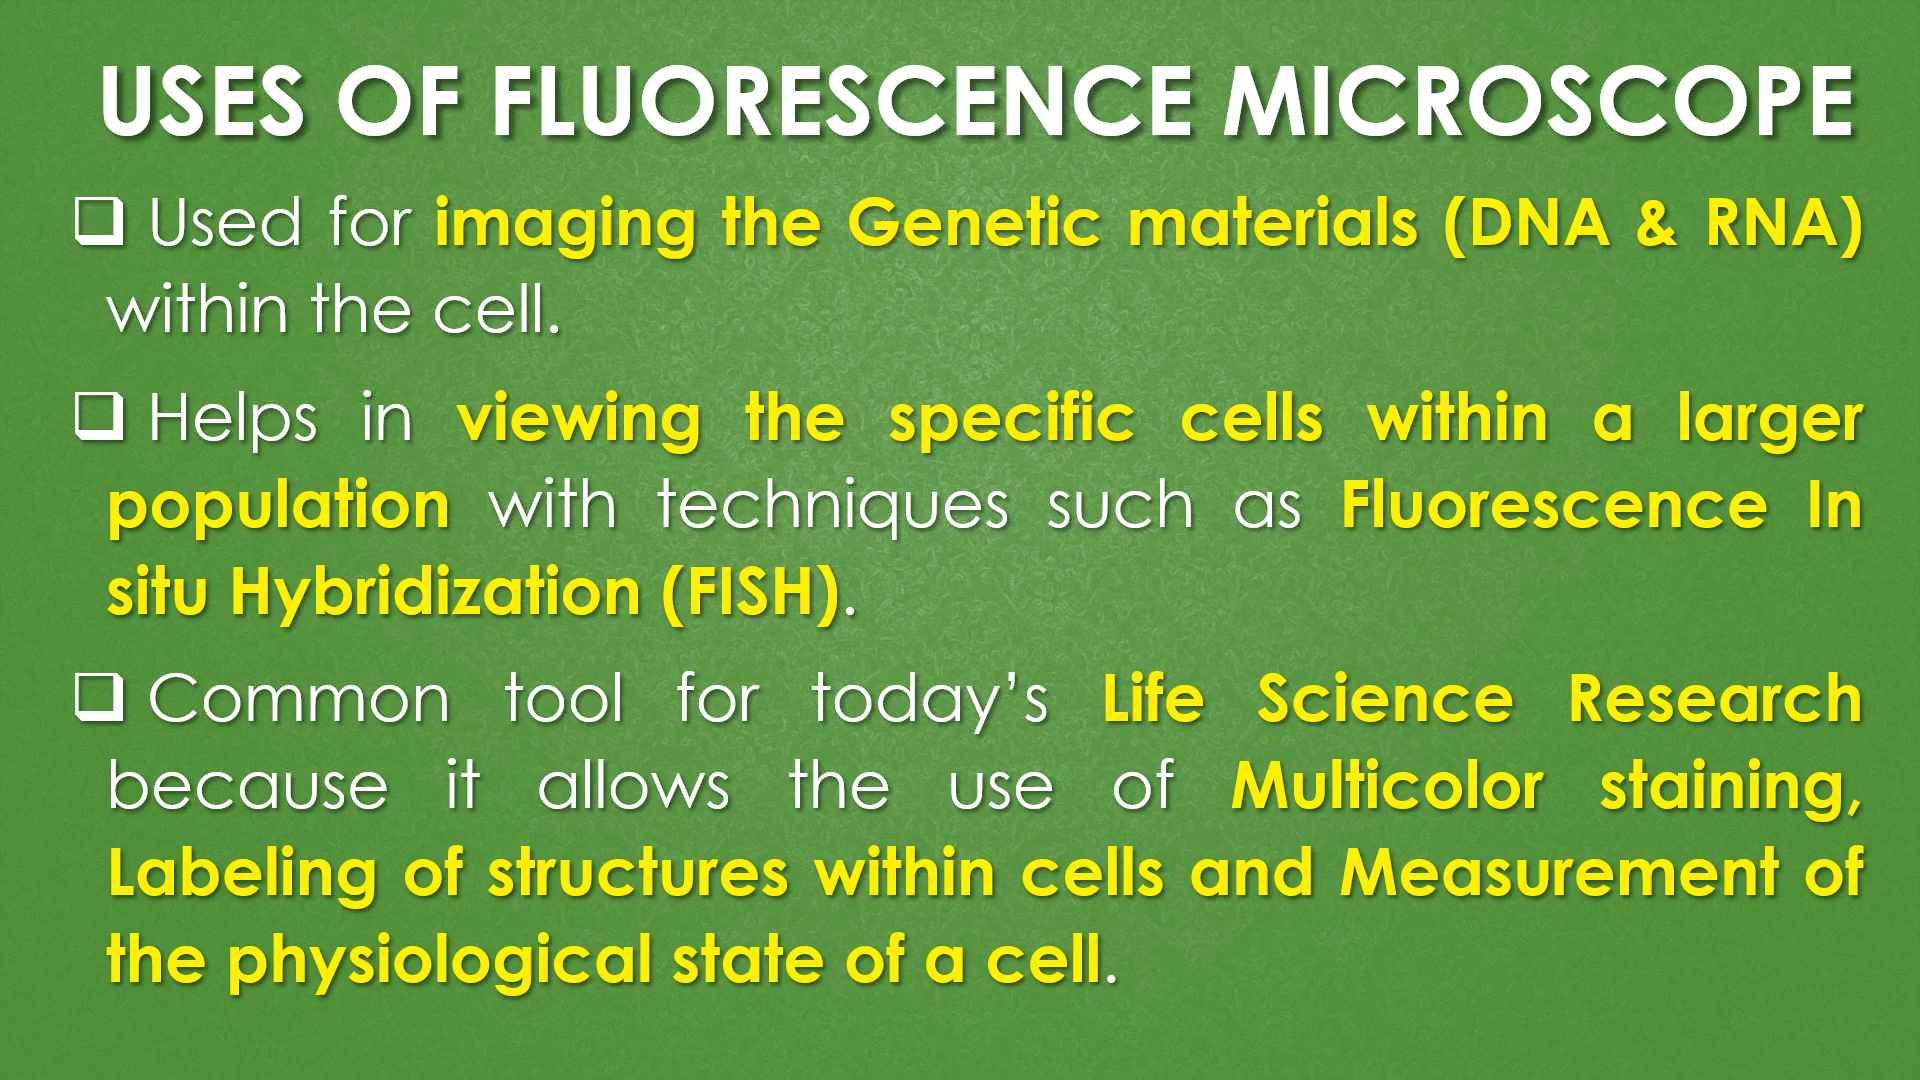 USES OF FLUORESCENCE MICROSCOPE
❑ Used for imaging the Genetic materials (DNA & RNA)
within the cell.
❑ Helps in viewing the specific cells within a larger
population with techniques such as Fluorescence In
situ Hybridization (FISH).
❑ Common tool for today’s Life Science Research
because it allows the use of Multicolor staining,
Labeling of structures within cells and Measurement of
the physiological state of a cell.